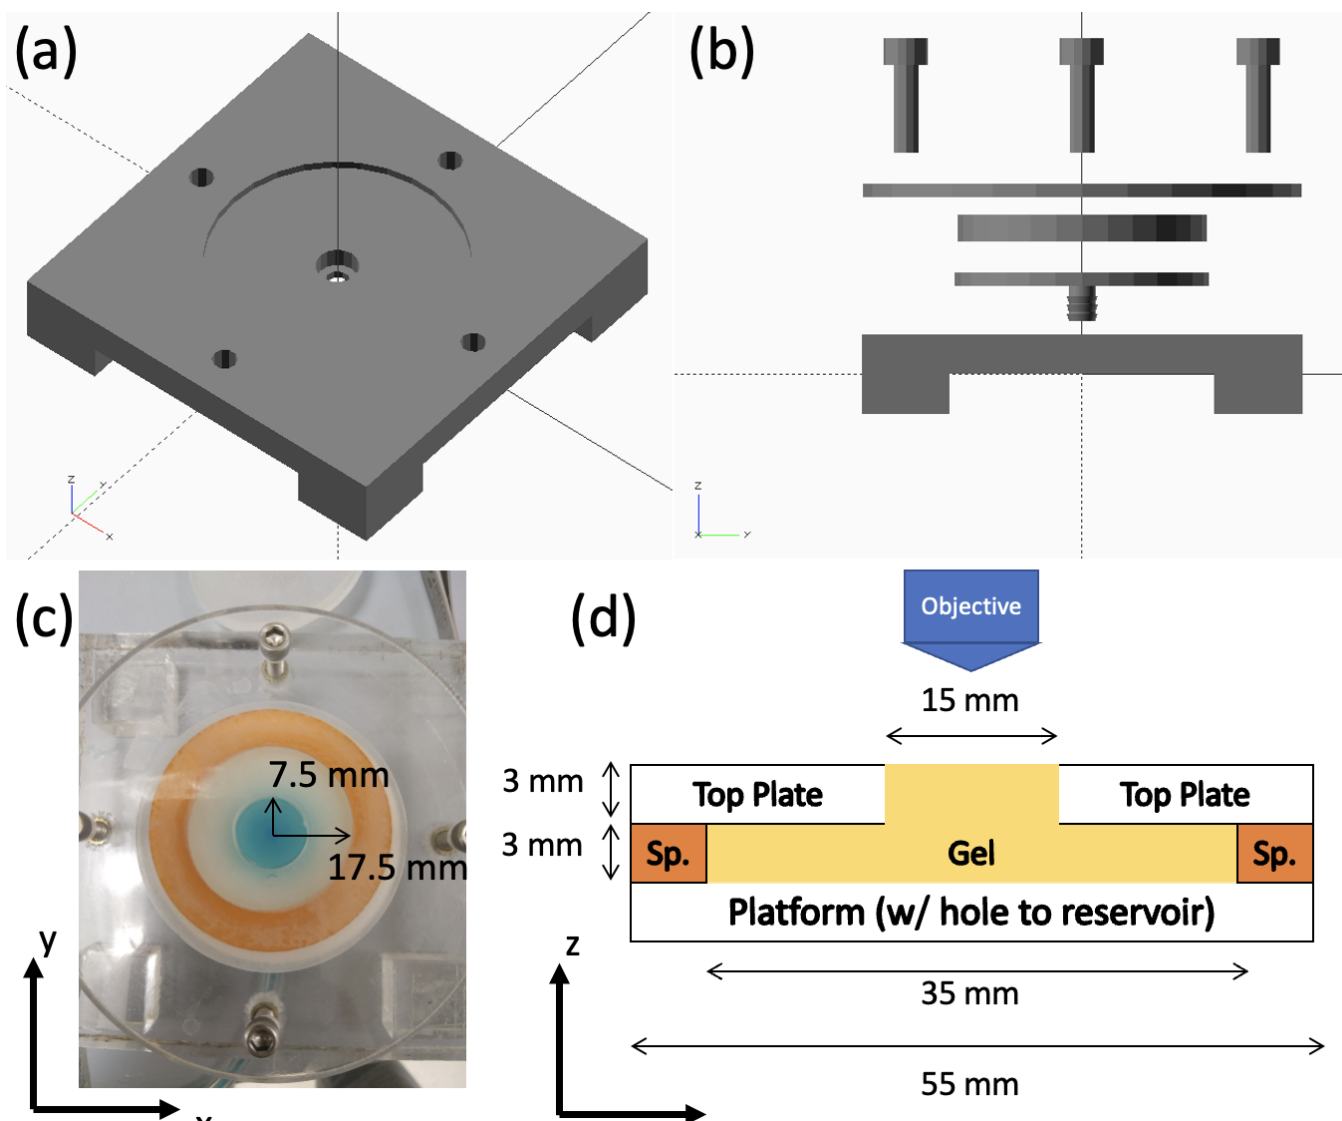 (a)
(b)
z
y
x
z
x
y
(c)
7.5 mm
17.5 mm
y
x
(d)
Objective
15 mm
3 mm
Top Plate
Top Plate
3 mm
Sp.
Gel
Sp.
Platform (w/ hole to reservoir)
z
35 mm
55 mm